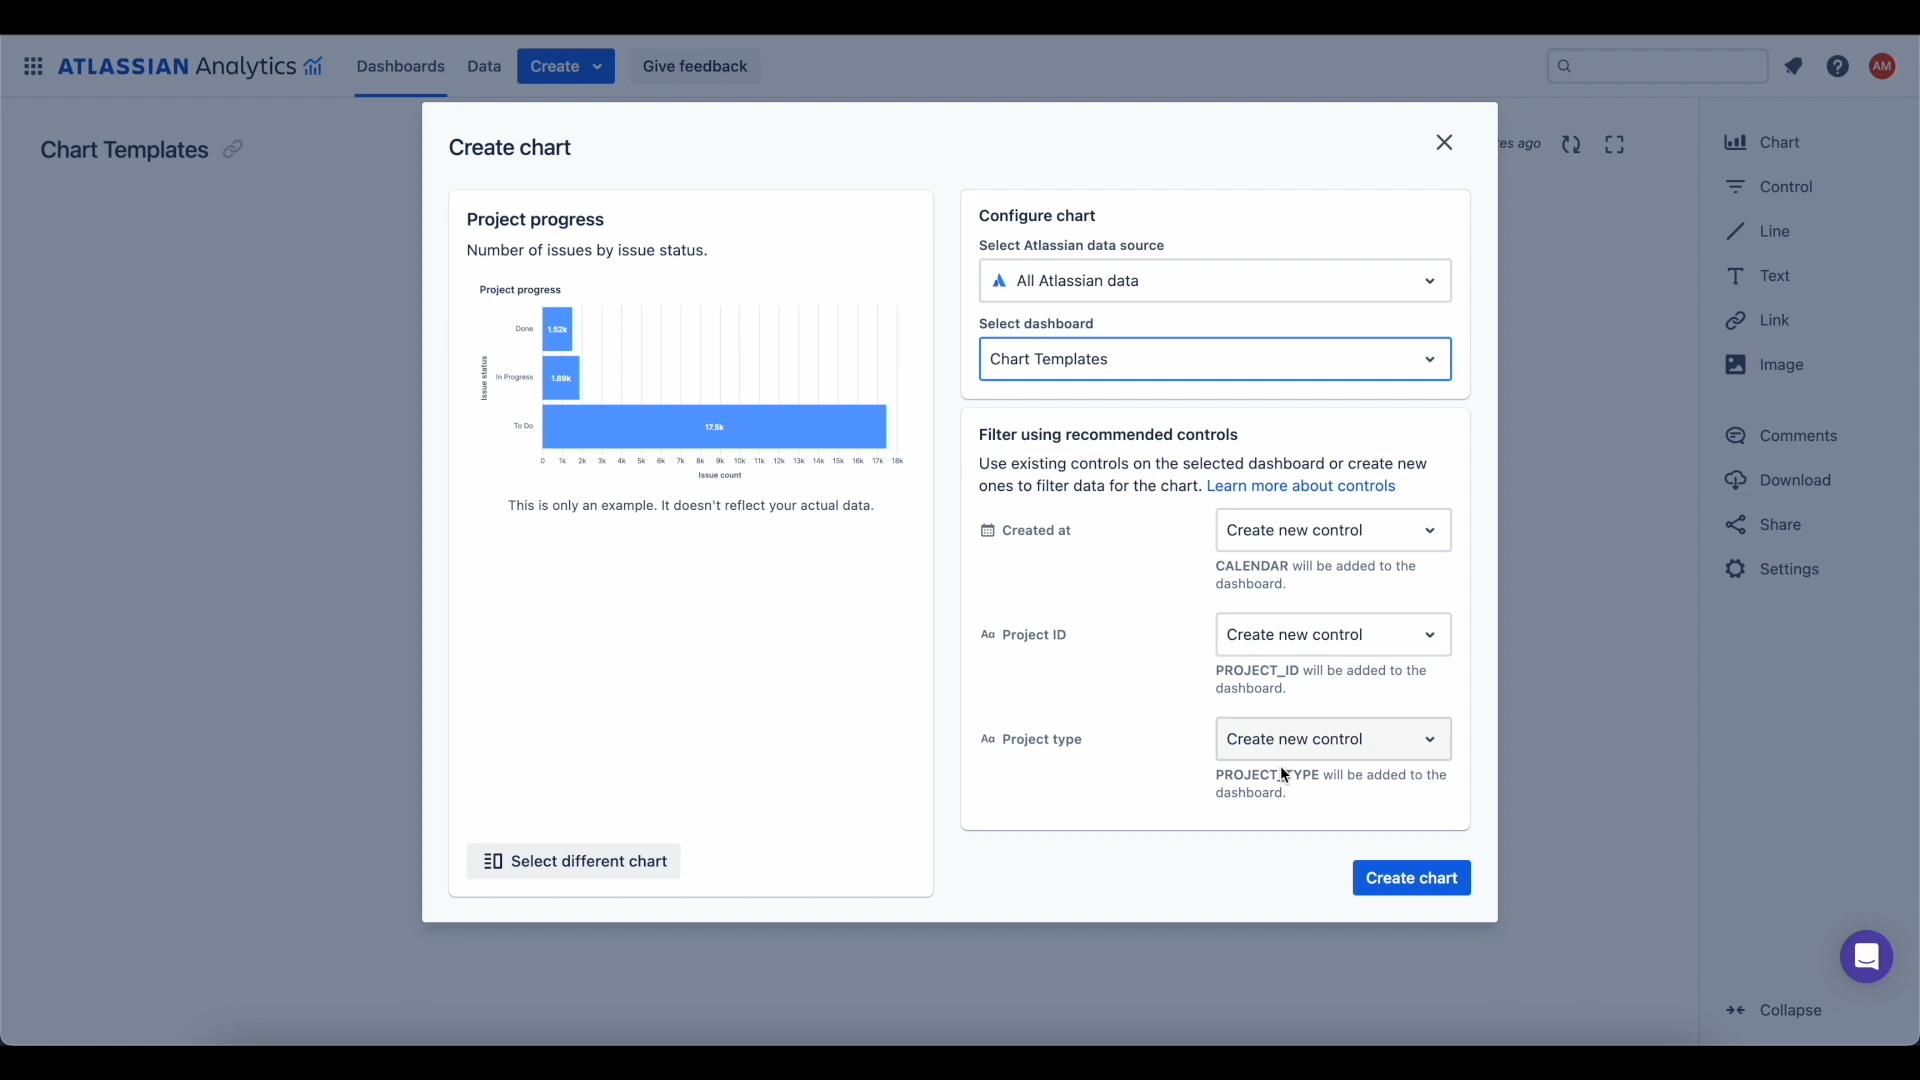 ATLASSIAN Analytics
Dashboards
Data
Create
Give feedback
AM
Chart Templates
es ago
Create chart
Project progress
Number of issues by issue status.
Project progress
Issue status
Done
1.52k
In Progress
1.89k
To Do
17.5k
0 1k 2k 3k 4k 5k 6k 7k 8k 9k 10k 11k 12k 13k 14k 15k 16k 17k 18k
Issue count
This is only an example. It doesn't reflect your actual data.
Select different chart
Configure chart
Select Atlassian data source
All Atlassian data
Select dashboard
Chart Templates
Filter using recommended controls
Use existing controls on the selected dashboard or create new
ones to filter data for the chart. Learn more about controls
Created at
Create new control
CALENDAR will be added to the
dashboard.
Aa Project ID
Create new control
PROJECT_ID will be added to the
dashboard.
Aa Project type
Create new control
PROJECT_TYPE will be added to the
dashboard.
Create chart
Chart
Control
Line
Text
Link
Image
Comments
Download
Share
Settings
Collapse